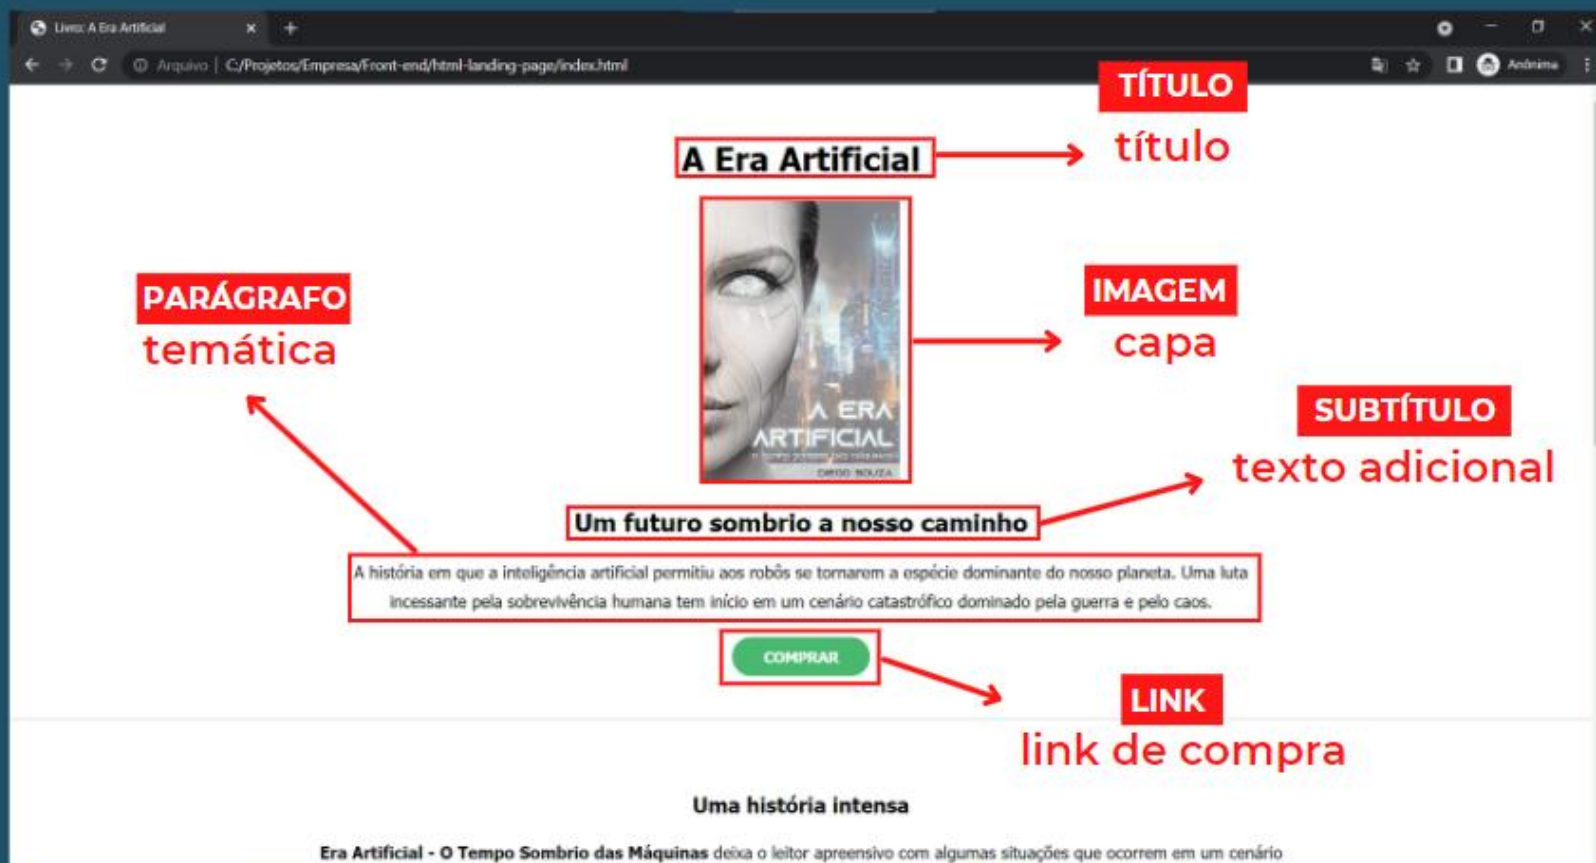 Livro: A Era Artificial
Arquivo | C:/Projetos/Empresa/Front-end/html-landing-page/index.html
Anônima
TÍTULO
título
A Era Artificial
PARÁGRAFO
temática
IMAGEM
capa
A ERA
ARTIFICIAL
DIEGO SOUZA
SUBTÍTULO
texto adicional
Um futuro sombrio a nosso caminho
A história em que a inteligência artificial permitiu aos robôs se tornarem a espécie dominante do nosso planeta. Uma luta
incessante pela sobrevivência humana tem início em um cenário catastrófico dominado pela guerra e pelo caos.
COMPRAR
LINK
link de compra
Uma história intensa
Era Artificial - O Tempo Sombrio das Máquinas deixa o leitor apreensivo com algumas situações que ocorrem em um cenário